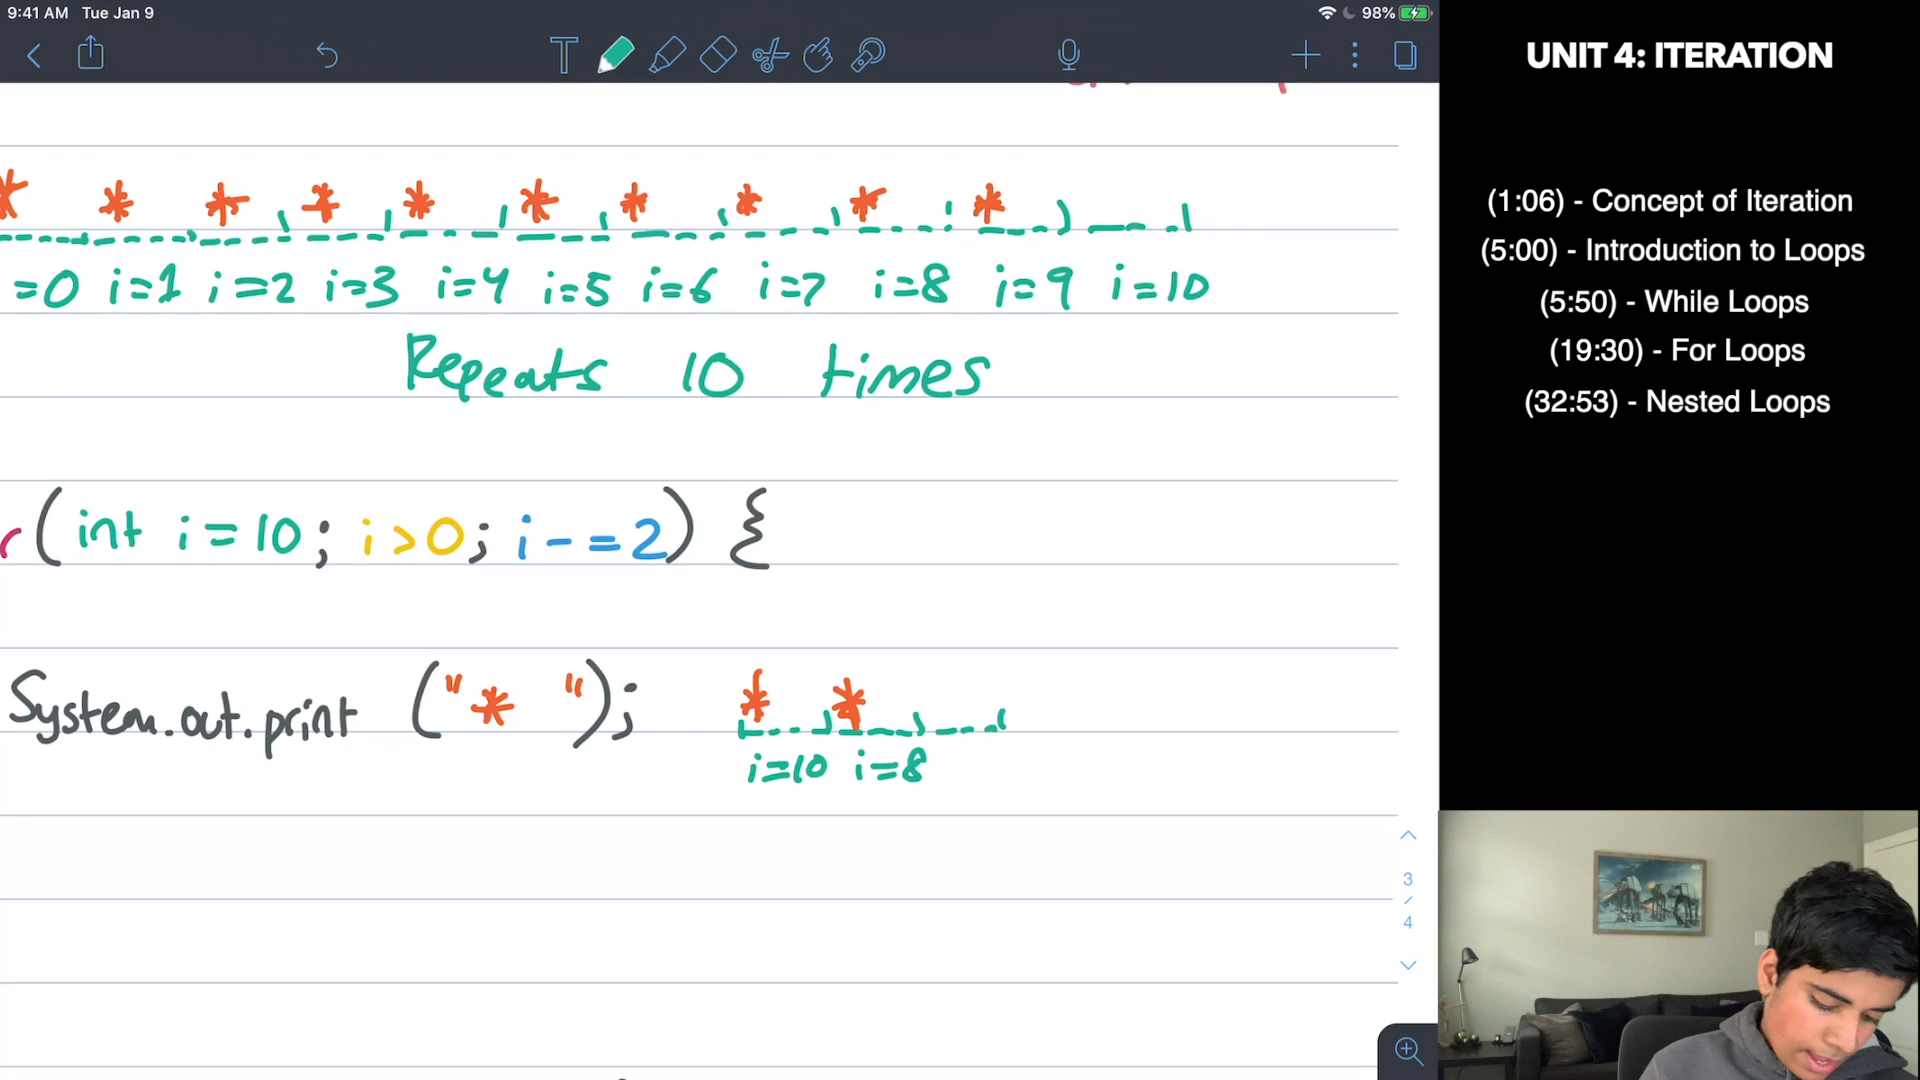 9:41 AM Tue Jan 9
98%
UNIT 4: ITERATION
(1:06) - Concept of Iteration
(5:00) - Introduction to Loops
(5:50) - While Loops
(19:30) - For Loops
(32:53) - Nested Loops
* * * * * * * * * *
=0 i=1 i=2 i=3 i=4 i=5 i=6 i=7 i=8 i=9 i=10
Repeats 10 times
r (int i = 10; i > 0; i -= 2) {
System.out.print ("* "); * *
i=10 i=8
3
/
4